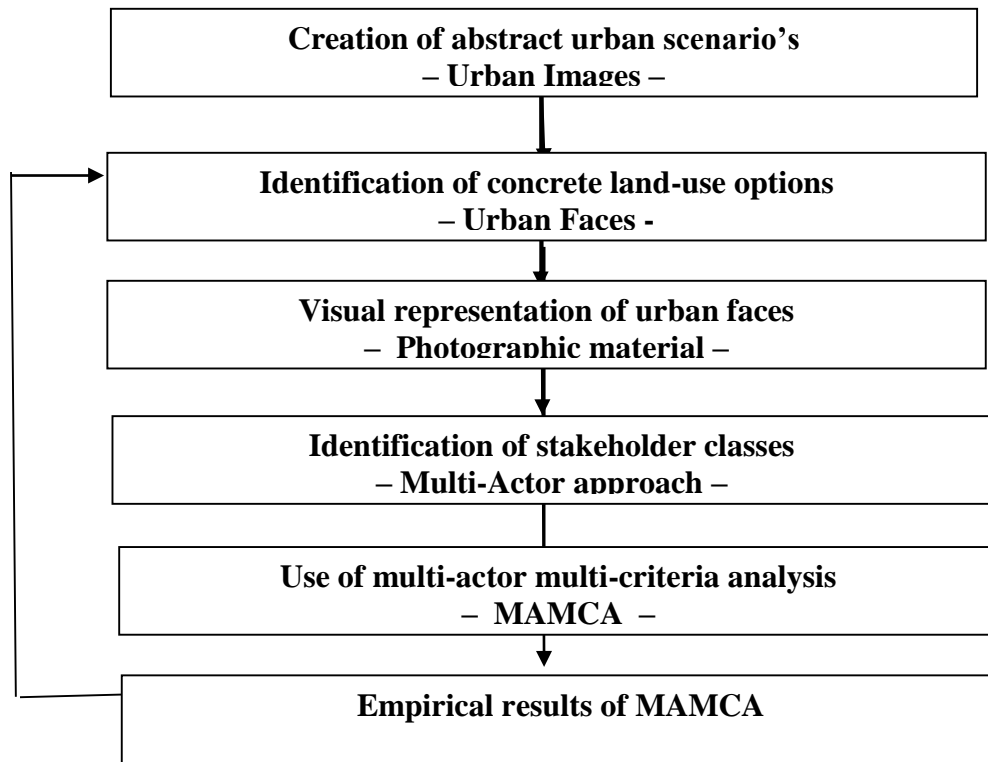 Creation of abstract urban scenario’s
– Urban Images –
Identification of concrete land-use options
– Urban Faces -
Visual representation of urban faces
– Photographic material –
Identification of stakeholder classes
– Multi-Actor approach –
Use of multi-actor multi-criteria analysis
– MAMCA –
Empirical results of MAMCA